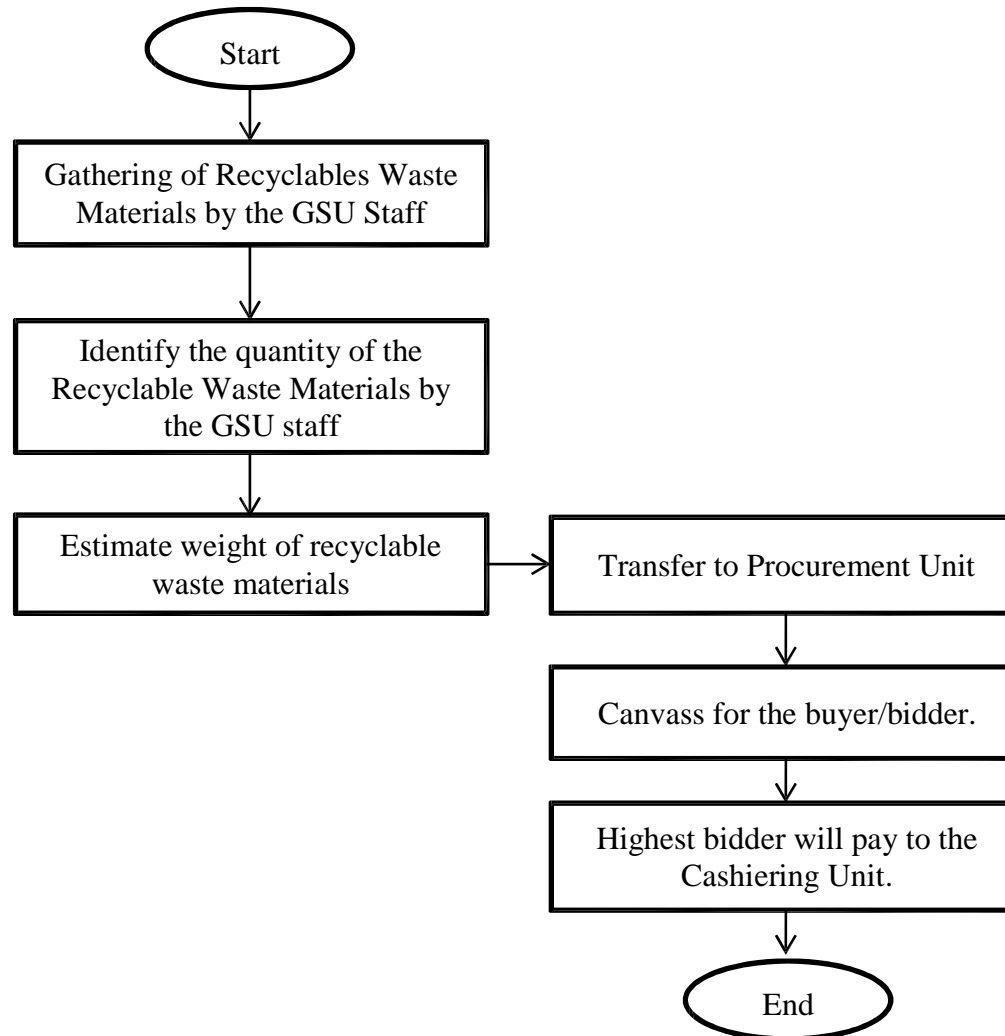 Start
Gathering of Recyclables Waste
Materials by the GSU Staff
Identify the quantity of the
Recyclable Waste Materials by
the GSU staff
Estimate weight of recyclable
waste materials
Transfer to Procurement Unit
Canvass for the buyer/bidder.
Highest bidder will pay to the
Cashiering Unit.
End